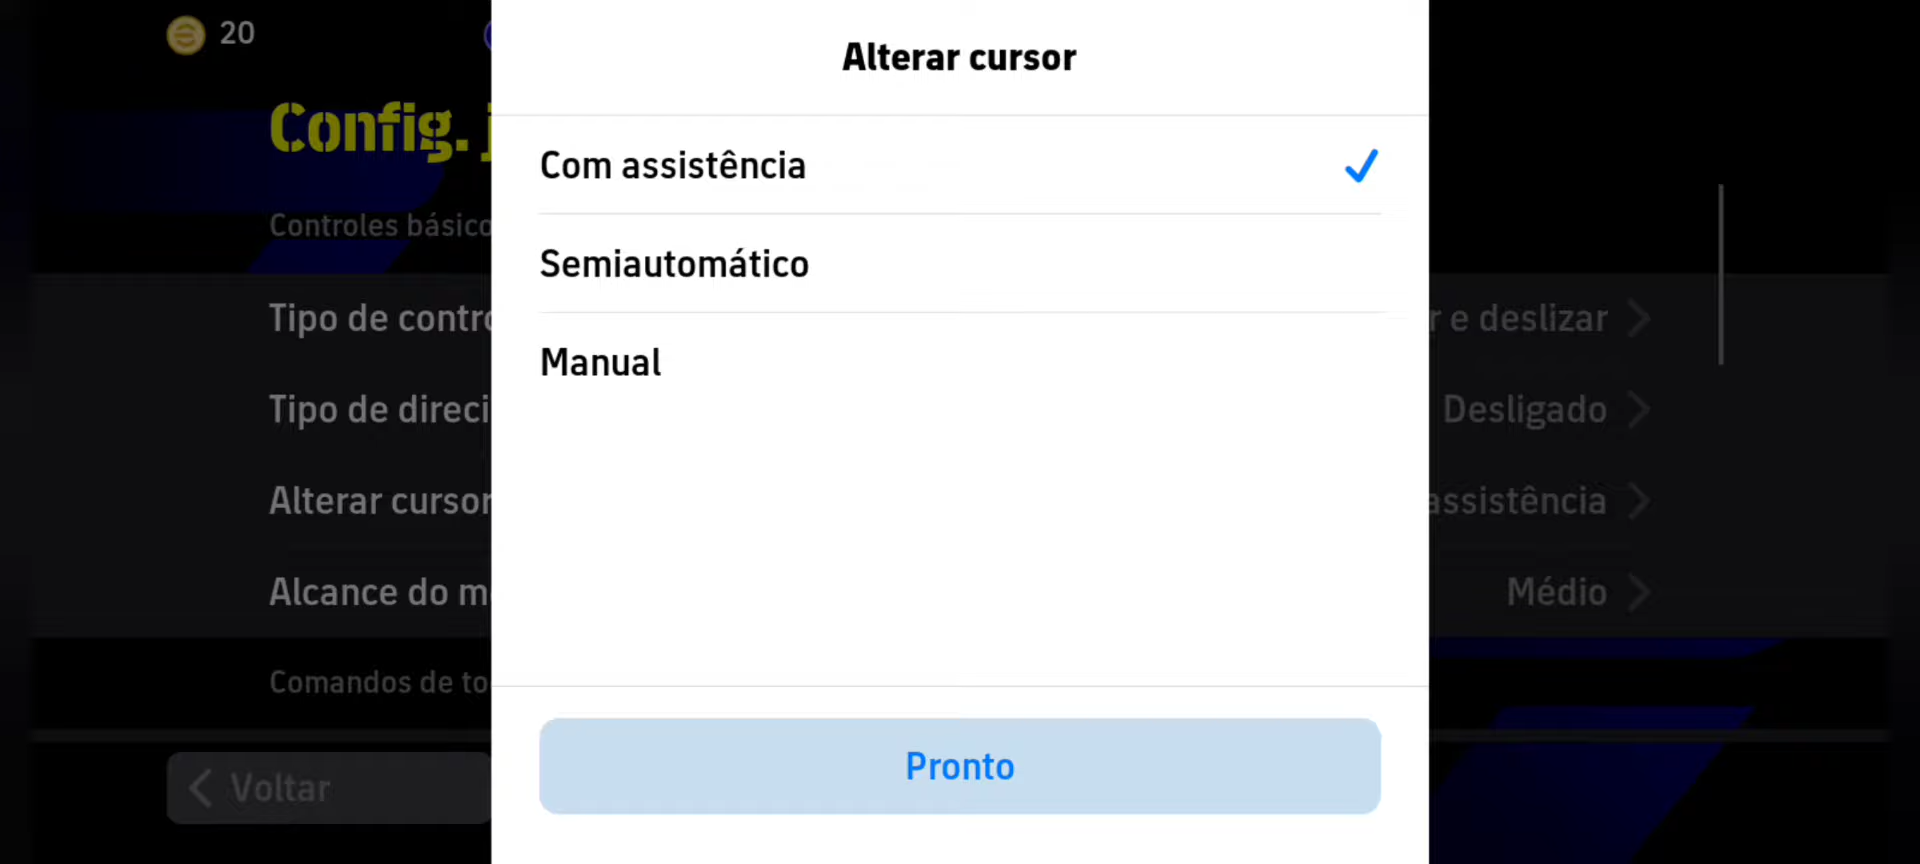 20
Alterar cursor
Config.
Com assistência
Controles básico
Semiautomático
Tipo de contro
r e deslizar
Manual
Tipo de direci
Desligado
Alterar cursor
assistência
Alcance do m
Médio
Comandos de to
Pronto
Voltar